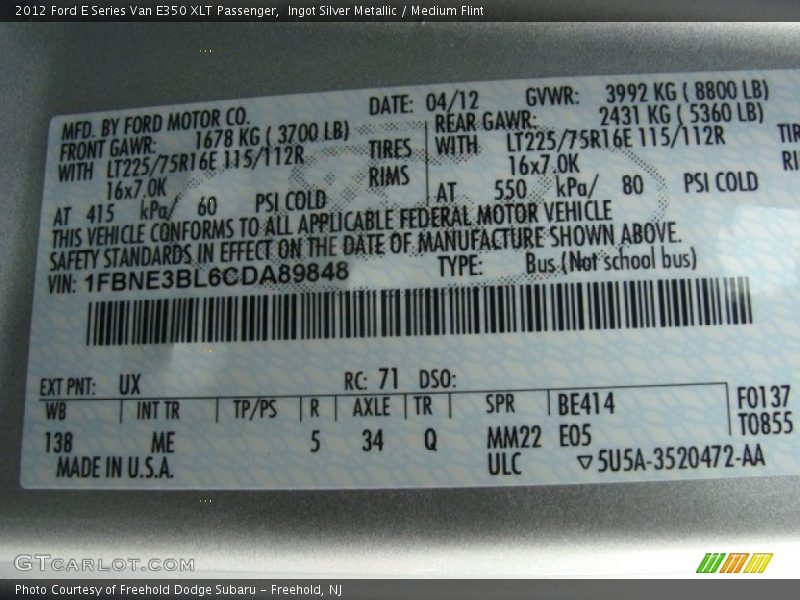 2012 Ford E Series Van E350 XLT Passenger,  Ingot Silver Metallic / Medium Flint
MFD. BY FORD MOTOR CO. DATE: 04/12 GVWR: 3992 KG ( 8800 LB)
FRONT GAWR: 1678 KG ( 3700 LB) REAR GAWR: 2431 KG ( 5360 LB)
WITH LT225/75R16E 115/112R TIRES WITH LT225/75R16E 115/112R TIR
16x7.0K RIMS 16x7.0K RI
AT 415 kPa/ 60 PSI COLD AT 550 kPa/ 80 PSI COLD
THIS VEHICLE CONFORMS TO ALL APPLICABLE FEDERAL MOTOR VEHICLE
SAFETY STANDARDS IN EFFECT ON THE DATE OF MANUFACTURE SHOWN ABOVE.
VIN: 1FBNE3BL6CDA89848 TYPE: Bus (Not school bus)
EXT PNT: UX RC: 71 DSO:
WB INT TR TP/PS R AXLE TR SPR BE414 F0137
138 ME 5 34 Q MM22 E05 T0855
MADE IN U.S.A. ULC 5U5A-3520472-AA
GTCARLOT.COM
Photo Courtesy of Freehold Dodge Subaru - Freehold, NJ